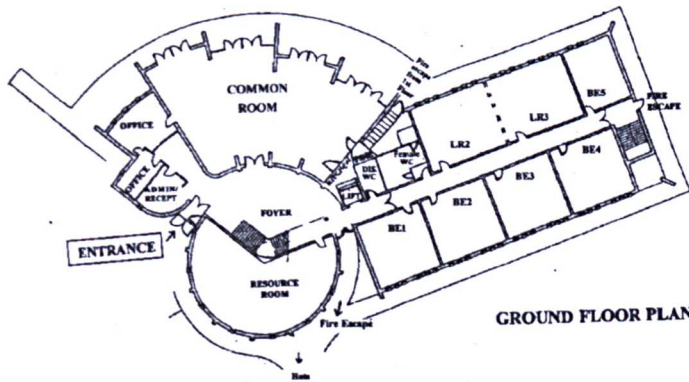 COMMON
ROOM
OFFICE
OFFICE
ADMIN/
RECEPT
ENTRANCE
FOYER
RESOURCE
ROOM
LIFT
DIS
WC
Female
WC
LR2
LR3
BE5
FIRE
ESCAPE
BE1
BE2
BE3
BE4
Fire Escape
GROUND FLOOR PLAN